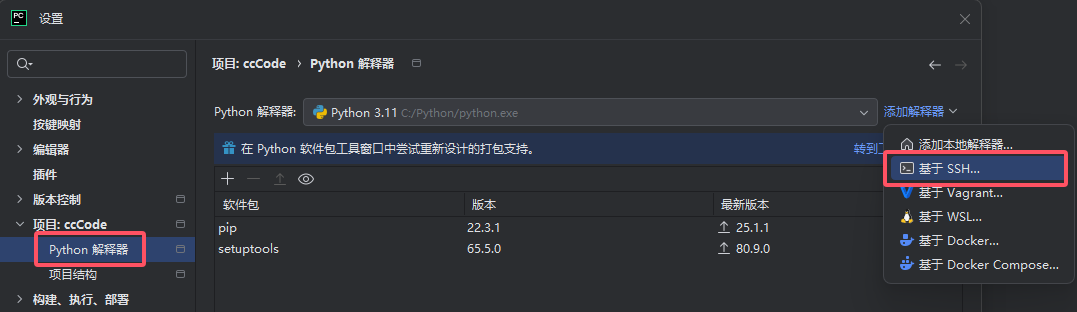 PC 设置
项目: ccCode › Python 解释器
外观与行为
按键映射
编辑器
插件
版本控制
项目: ccCode
Python 解释器
项目结构
构建、执行、部署
Python 解释器: Python 3.11 C:/Python/python.exe 添加解释器
在 Python 软件包工具窗口中尝试重新设计的打包支持。 转到工
软件包 版本 最新版本
pip 22.3.1 25.1.1
setuptools 65.5.0 80.9.0
添加本地解释器...
基于 SSH...
基于 Vagrant...
基于 WSL...
基于 Docker...
基于 Docker Compose...